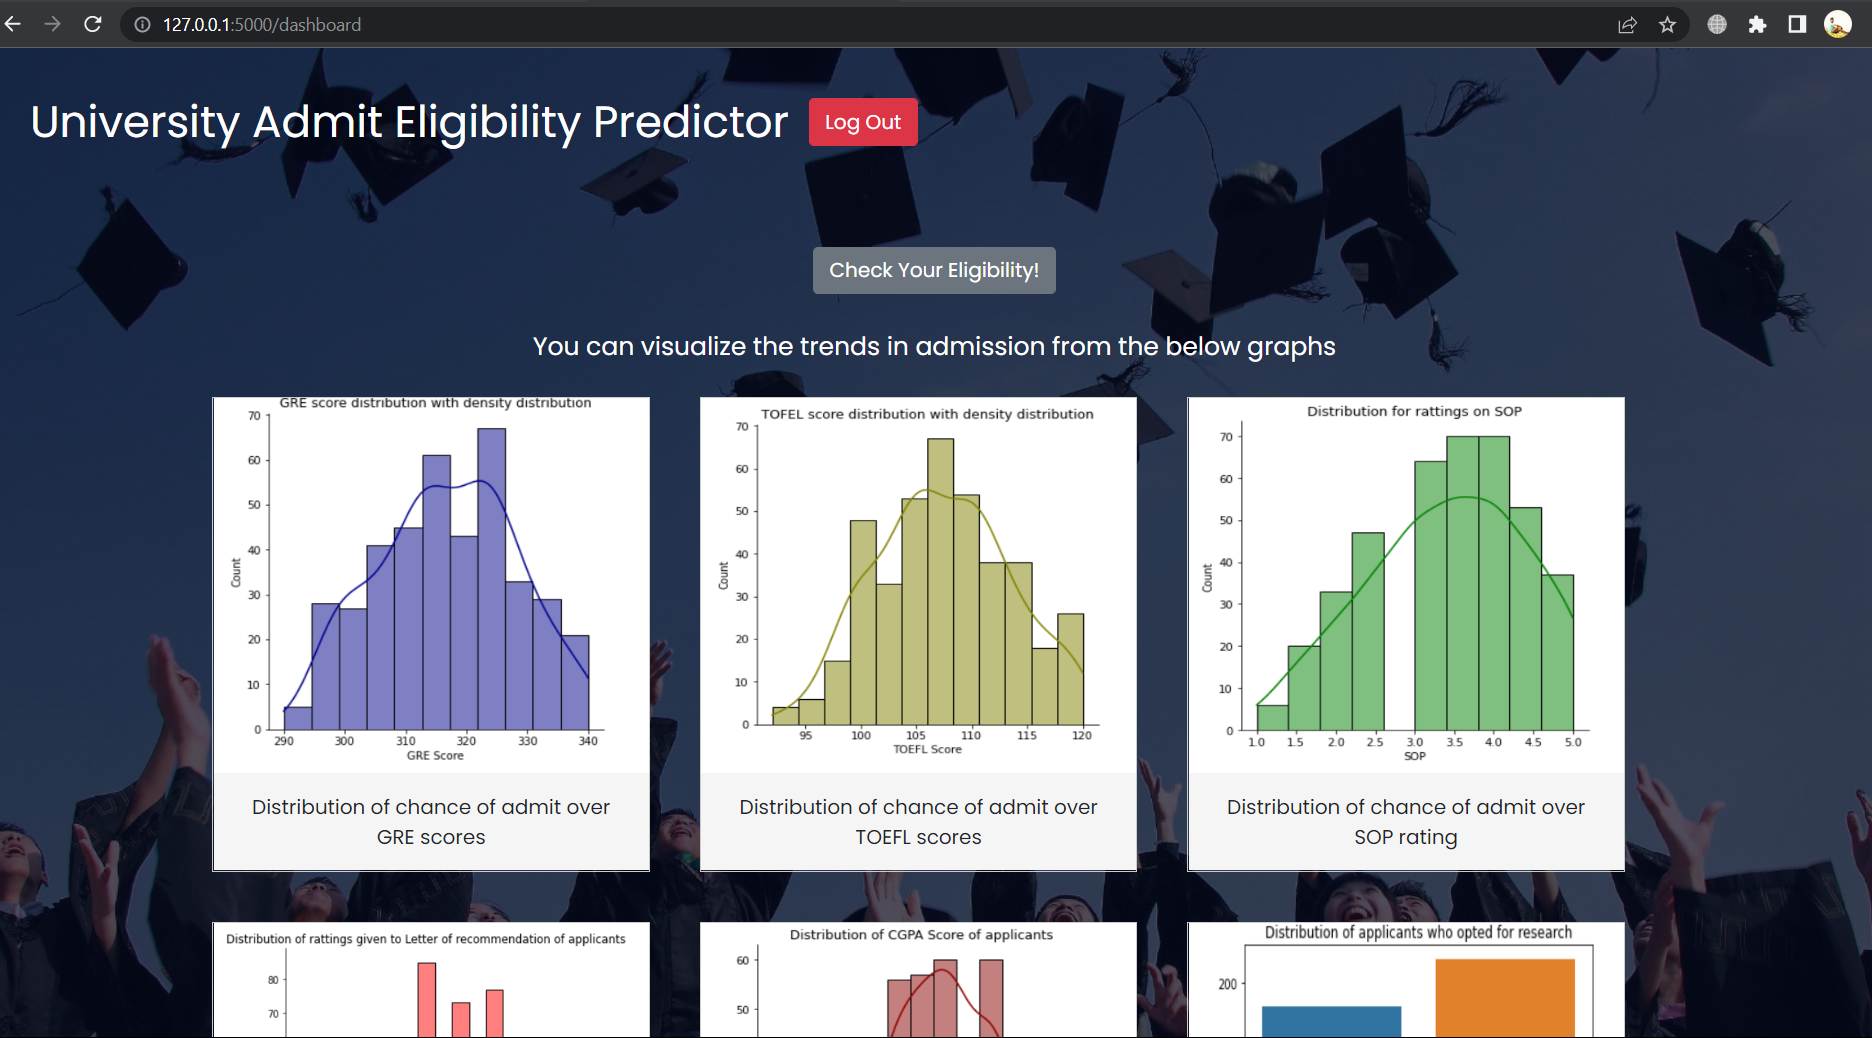 127.0.0.1:5000/dashboard
University Admit Eligibility Predictor
Log Out
Check Your Eligibility!
You can visualize the trends in admission from the below graphs
GRE score distribution with density distribution
70
60
50
40
30
20
10
0
Count
290 300 310 320 330 340
GRE Score
Distribution of chance of admit over
GRE scores
TOFEL score distribution with density distribution
70
60
50
40
30
20
10
0
Count
95 100 105 110 115 120
TOEFL Score
Distribution of chance of admit over
TOEFL scores
Distribution for rattings on SOP
70
60
50
40
30
20
10
0
Count
1.0 1.5 2.0 2.5 3.0 3.5 4.0 4.5 5.0
SOP
Distribution of chance of admit over
SOP rating
Distribution of rattings given to Letter of recommendation of applicants
80
70
Distribution of CGPA Score of applicants
60
50
Distribution of applicants who opted for research
200